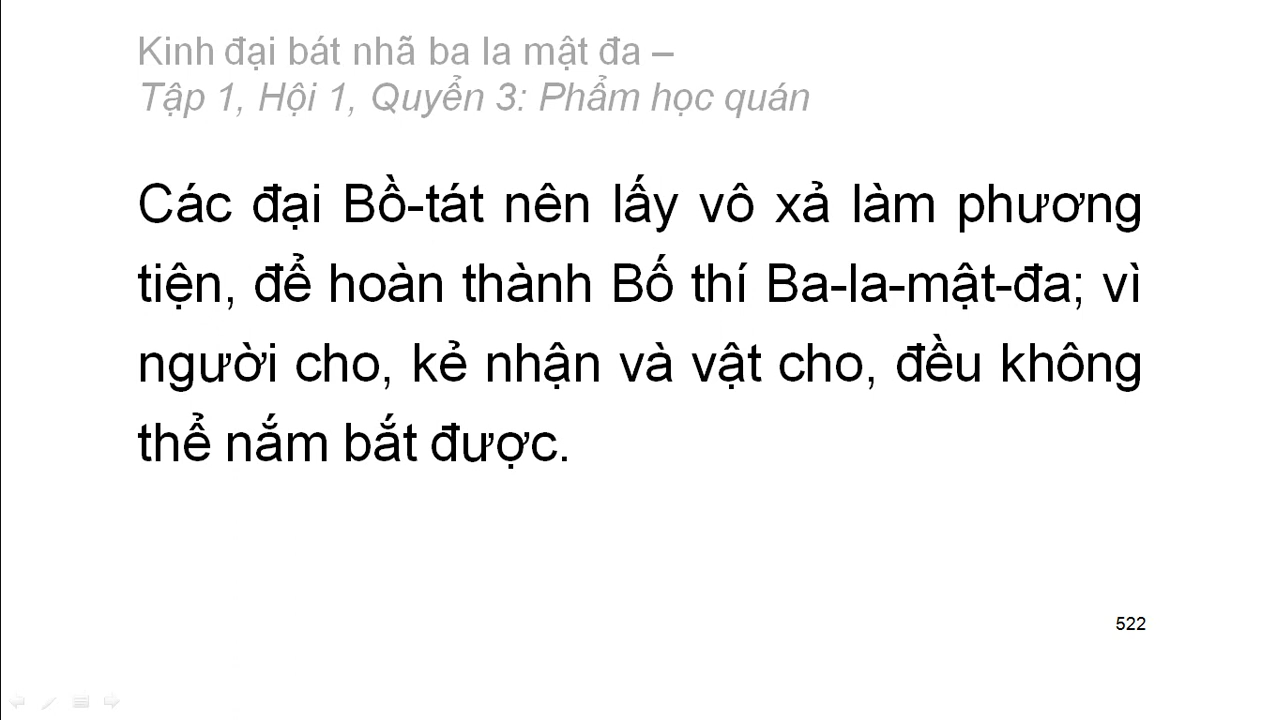 Kinh đại bát nhã ba la mật đa –
Tập 1, Hội 1, Quyển 3: Phẩm học quán
Các đại Bồ-tát nên lấy vô xả làm phương
tiện, để hoàn thành Bố thí Ba-la-mật-đa; vì
người cho, kẻ nhận và vật cho, đều không
thể nắm bắt được.
522